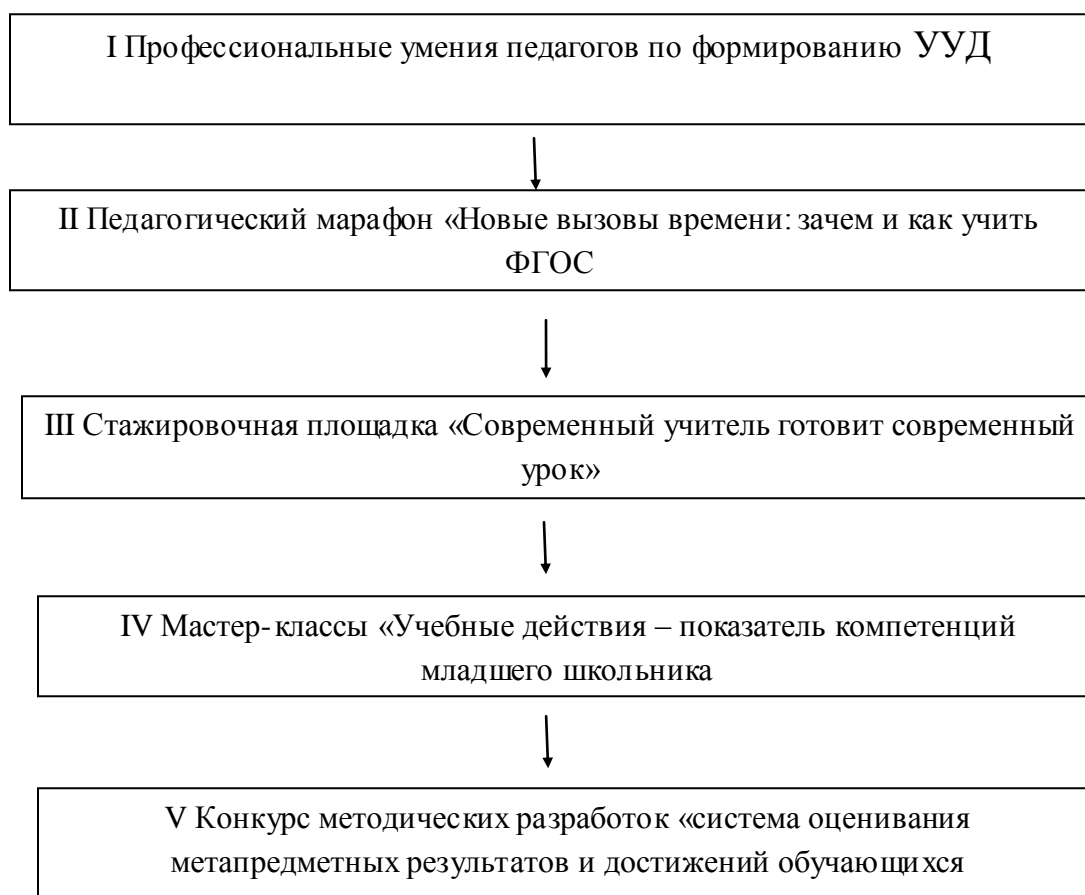 I Профессиональные умения педагогов по формированию УУД
II Педагогический марафон «Новые вызовы времени: зачем и как учить
ФГОС
III Стажировочная площадка «Современный учитель готовит современный
урок»
IV Мастер-классы «Учебные действия – показатель компетенций
младшего школьника
V Конкурс методических разработок «система оценивания
метапредметных результатов и достижений обучающихся